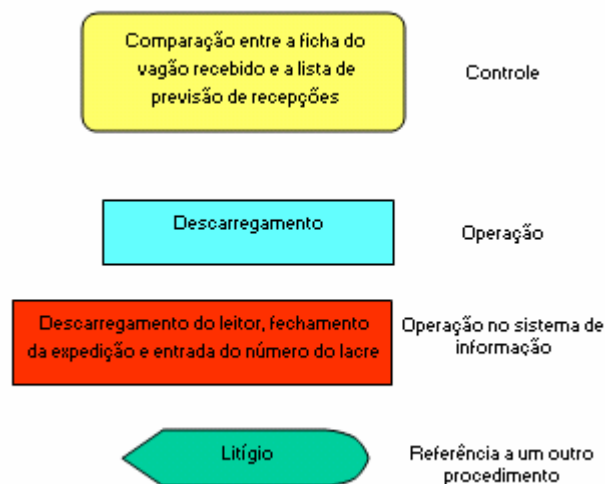 Comparação entre a ficha do
vagão recebido e a lista de
previsão de recepções
Controle
Descarregamento
Operação
Descarregamento do leitor, fechamento
da expedição e entrada do número do lacre
Operação no sistema de
informação
Litígio
Referência a um outro
procedimento